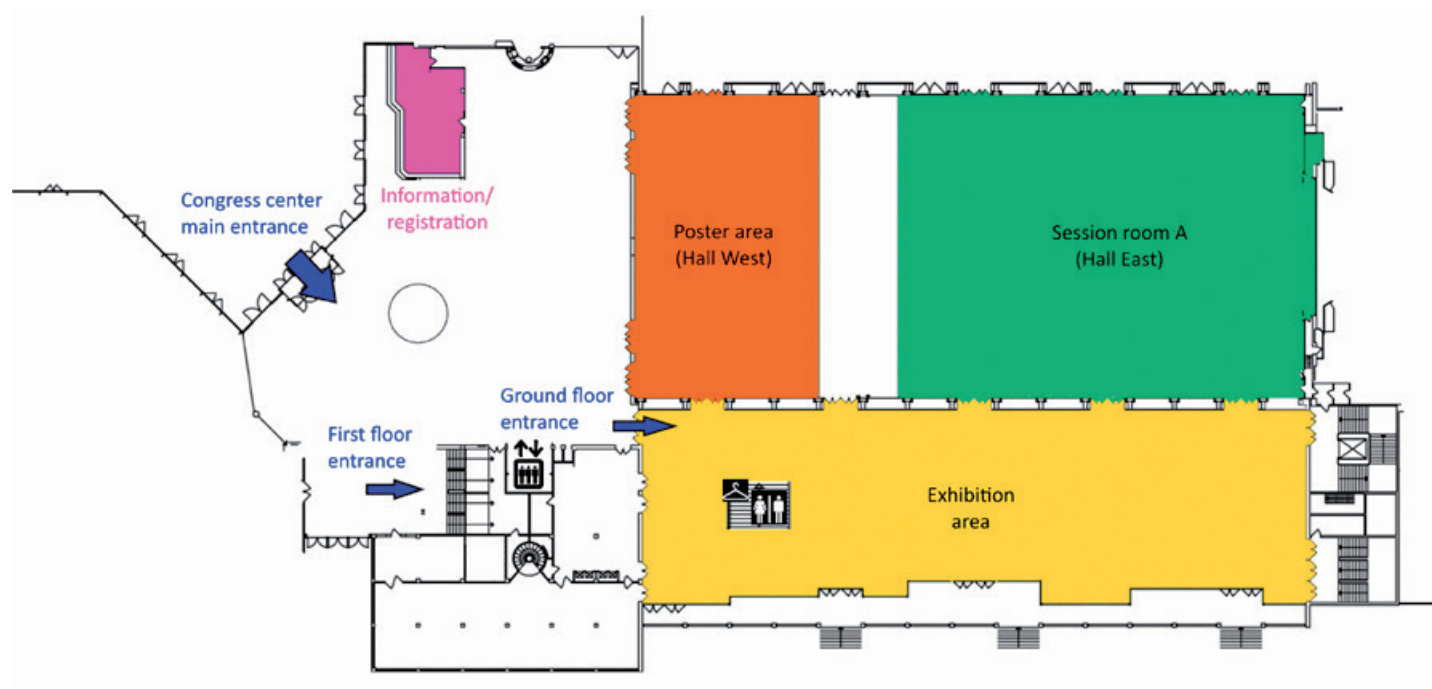 Congress center
main entrance
Information/
registration
Poster area
(Hall West)
Session room A
(Hall East)
Ground floor
entrance
First floor
entrance
Exhibition
area